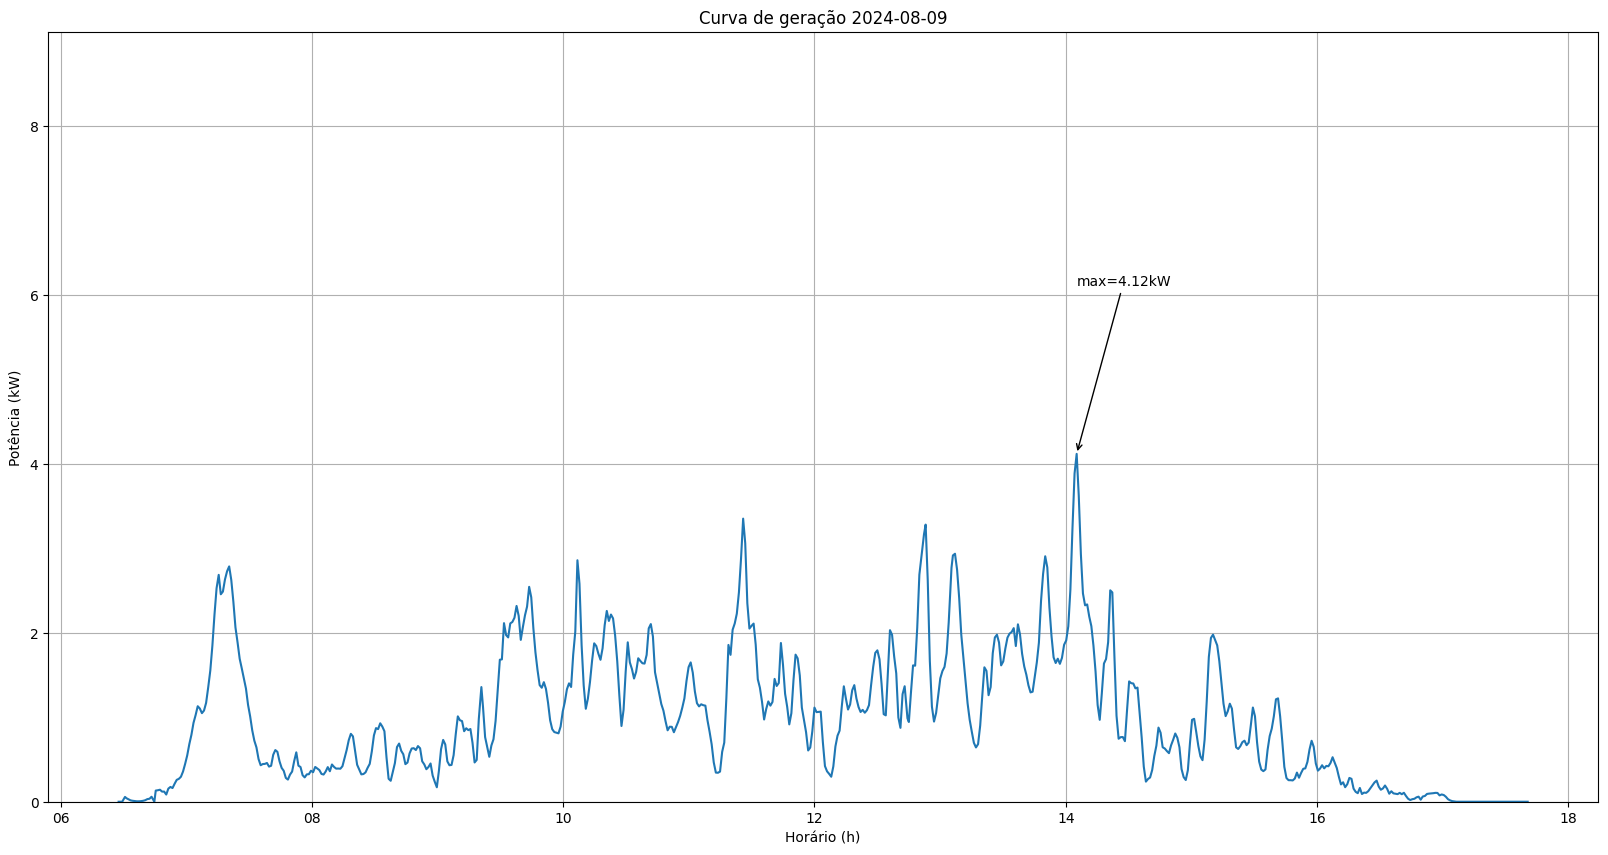 Curva de geração 2024-08-09
8
6
4
2
0
max=4.12kW
Potência (kW)
06 08 10 12 14 16 18
Horário (h)